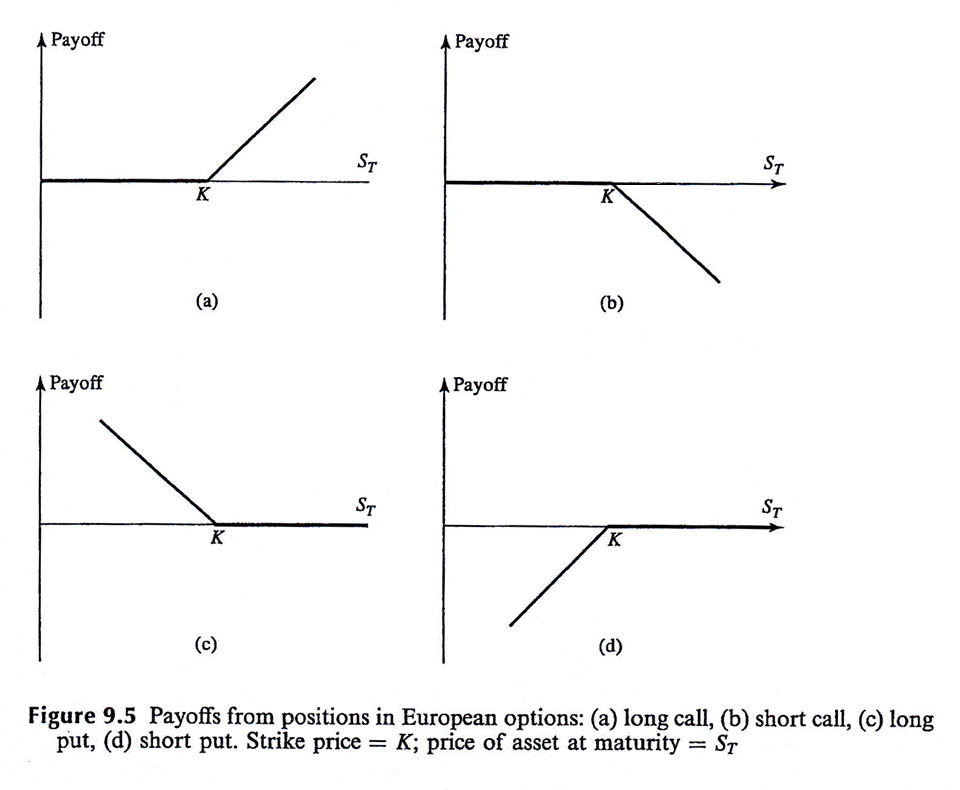 Payoff
Payoff
S_T
S_T
K
K
(a)
(b)
Payoff
Payoff
S_T
S_T
K
K
(c)
(d)
Figure 9.5 Payoffs from positions in European options: (a) long call, (b) short call, (c) long
put, (d) short put. Strike price = K; price of asset at maturity = S_T